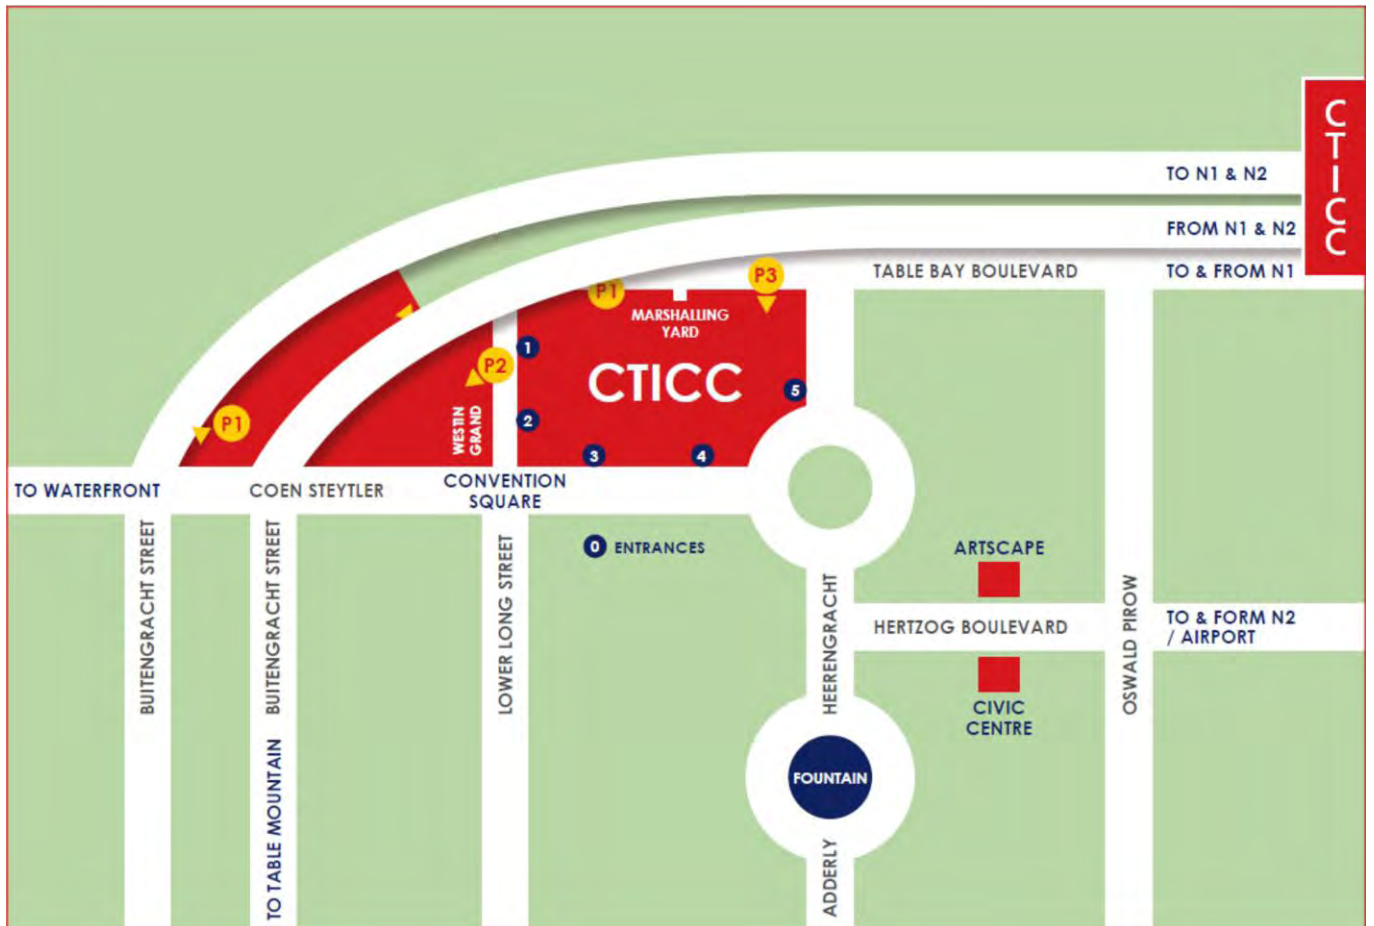 CTICC
TO N1 & N2
FROM N1 & N2
TABLE BAY BOULEVARD
TO & FROM N1
P3
P1
MARSHALLING
YARD
1
P2
CTICC
5
WESTIN
GRAND
2
P1
3
4
TO WATERFRONT
COEN STEYTLER
CONVENTION
SQUARE
0 ENTRANCES
ARTSCAPE
BUITENGRACHT STREET
BUITENGRACHT STREET
LOWER LONG STREET
HEERENGRACHT
HERTZOG BOULEVARD
OSWALD PIROW
TO & FORM N2
/ AIRPORT
CIVIC
CENTRE
TO TABLE MOUNTAIN
FOUNTAIN
ADDERLY